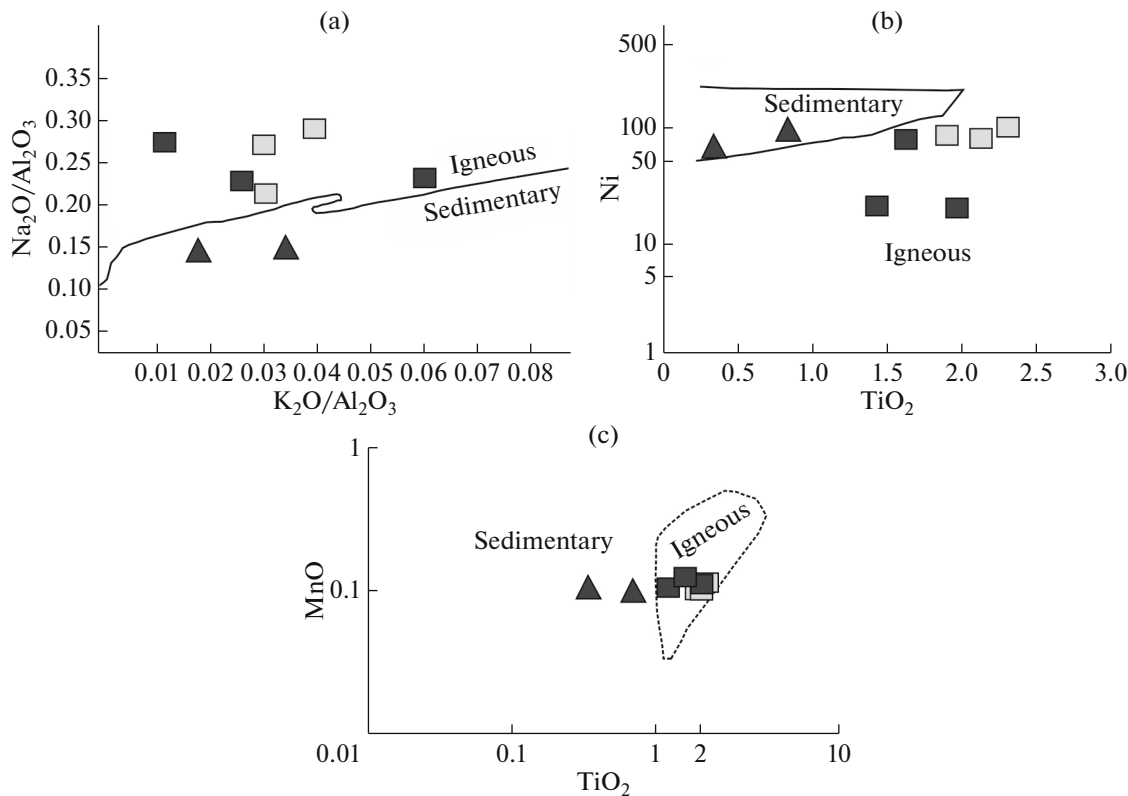 (a)
Na₂O/Al₂O₃
0.35
0.30
0.25
0.20
0.15
0.10
0.05
Igneous
Sedimentary
0.01 0.02 0.03 0.04 0.05 0.06 0.07 0.08
K₂O/Al₂O₃
(b)
Ni
500
100
50
10
5
1
Sedimentary
Igneous
0 0.5 1.0 1.5 2.0 2.5 3.0
TiO₂
(c)
MnO
1
0.1
0.01
Sedimentary
Igneous
0.1 1 2 10
TiO₂